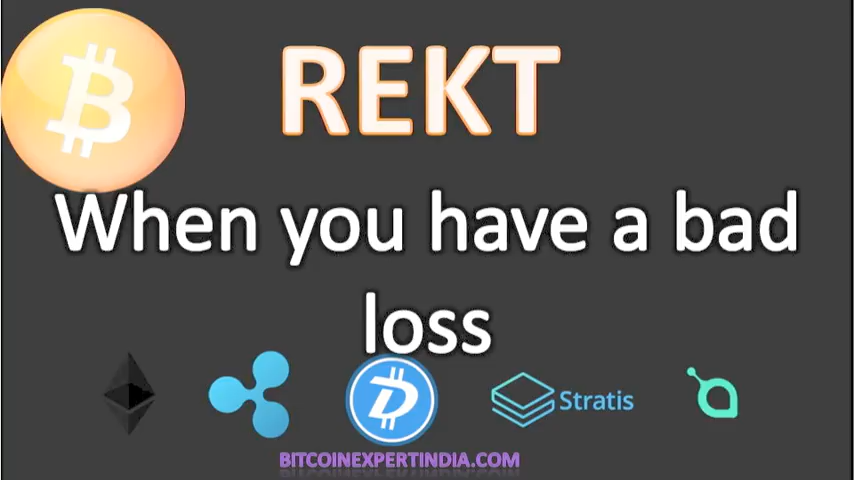 REKT
When you have a bad
loss
Stratis
BITCOINEXPERTINDIA.COM